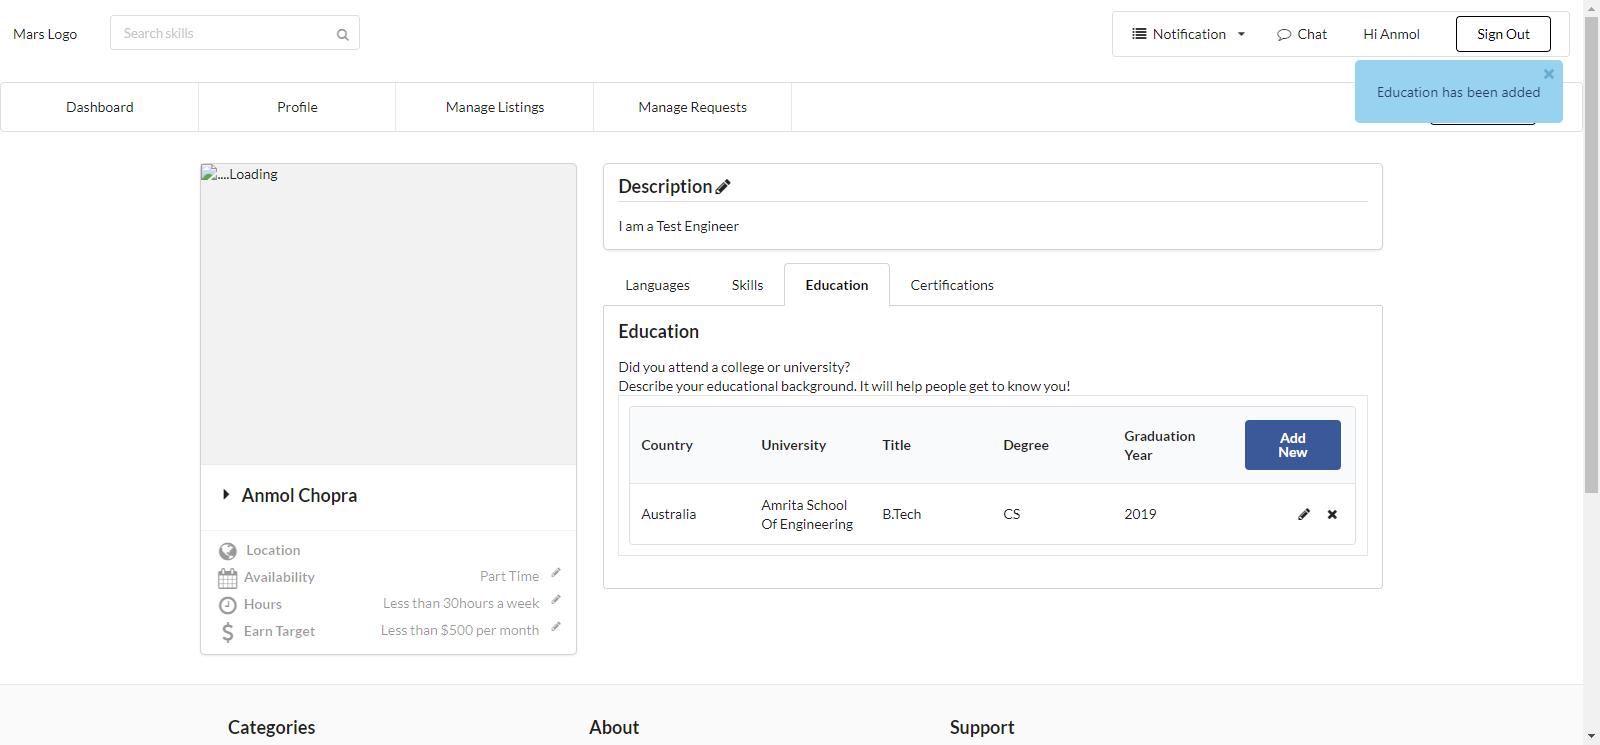 Mars Logo
Search skills
Notification
Chat
Hi Anmol
Sign Out
Education has been added
Dashboard
Profile
Manage Listings
Manage Requests
....Loading
Anmol Chopra
Location
Availability
Part Time
Hours
Less than 30hours a week
Earn Target
Less than $500 per month
Description
I am a Test Engineer
Languages
Skills
Education
Certifications
Education
Did you attend a college or university?
Describe your educational background. It will help people get to know you!
Country
University
Title
Degree
Graduation
Year
Add
New
Australia
Amrita School
Of Engineering
B.Tech
CS
2019
Categories
About
Support